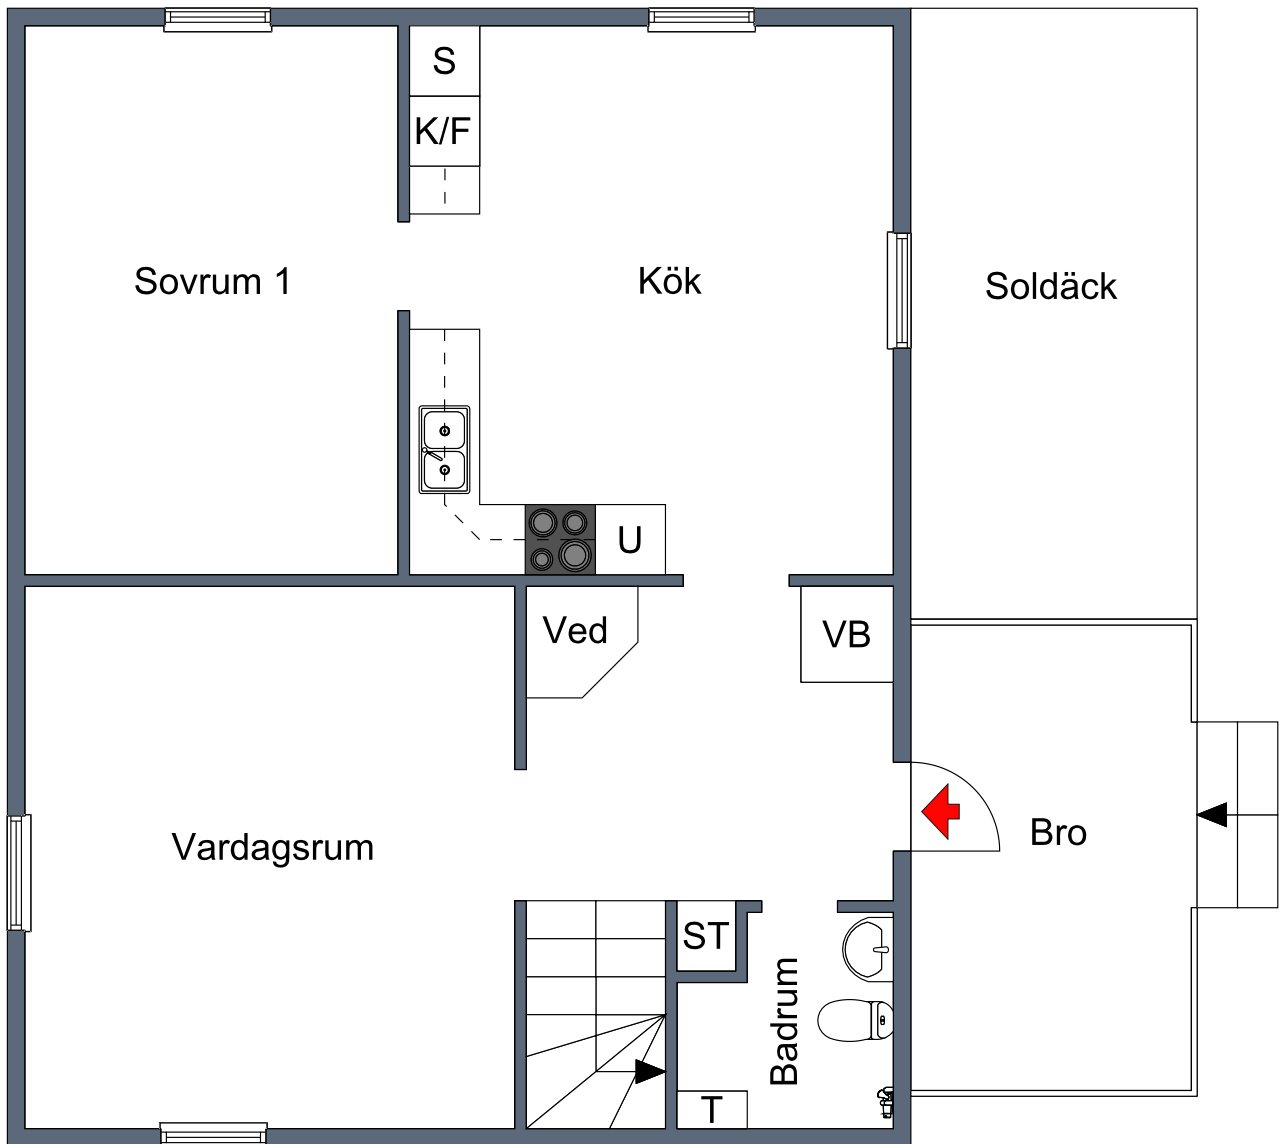 S
K/F
Sovrum 1
Kök
Soldäck
U
Ved
VB
Vardagsrum
Bro
ST
Badrum
T